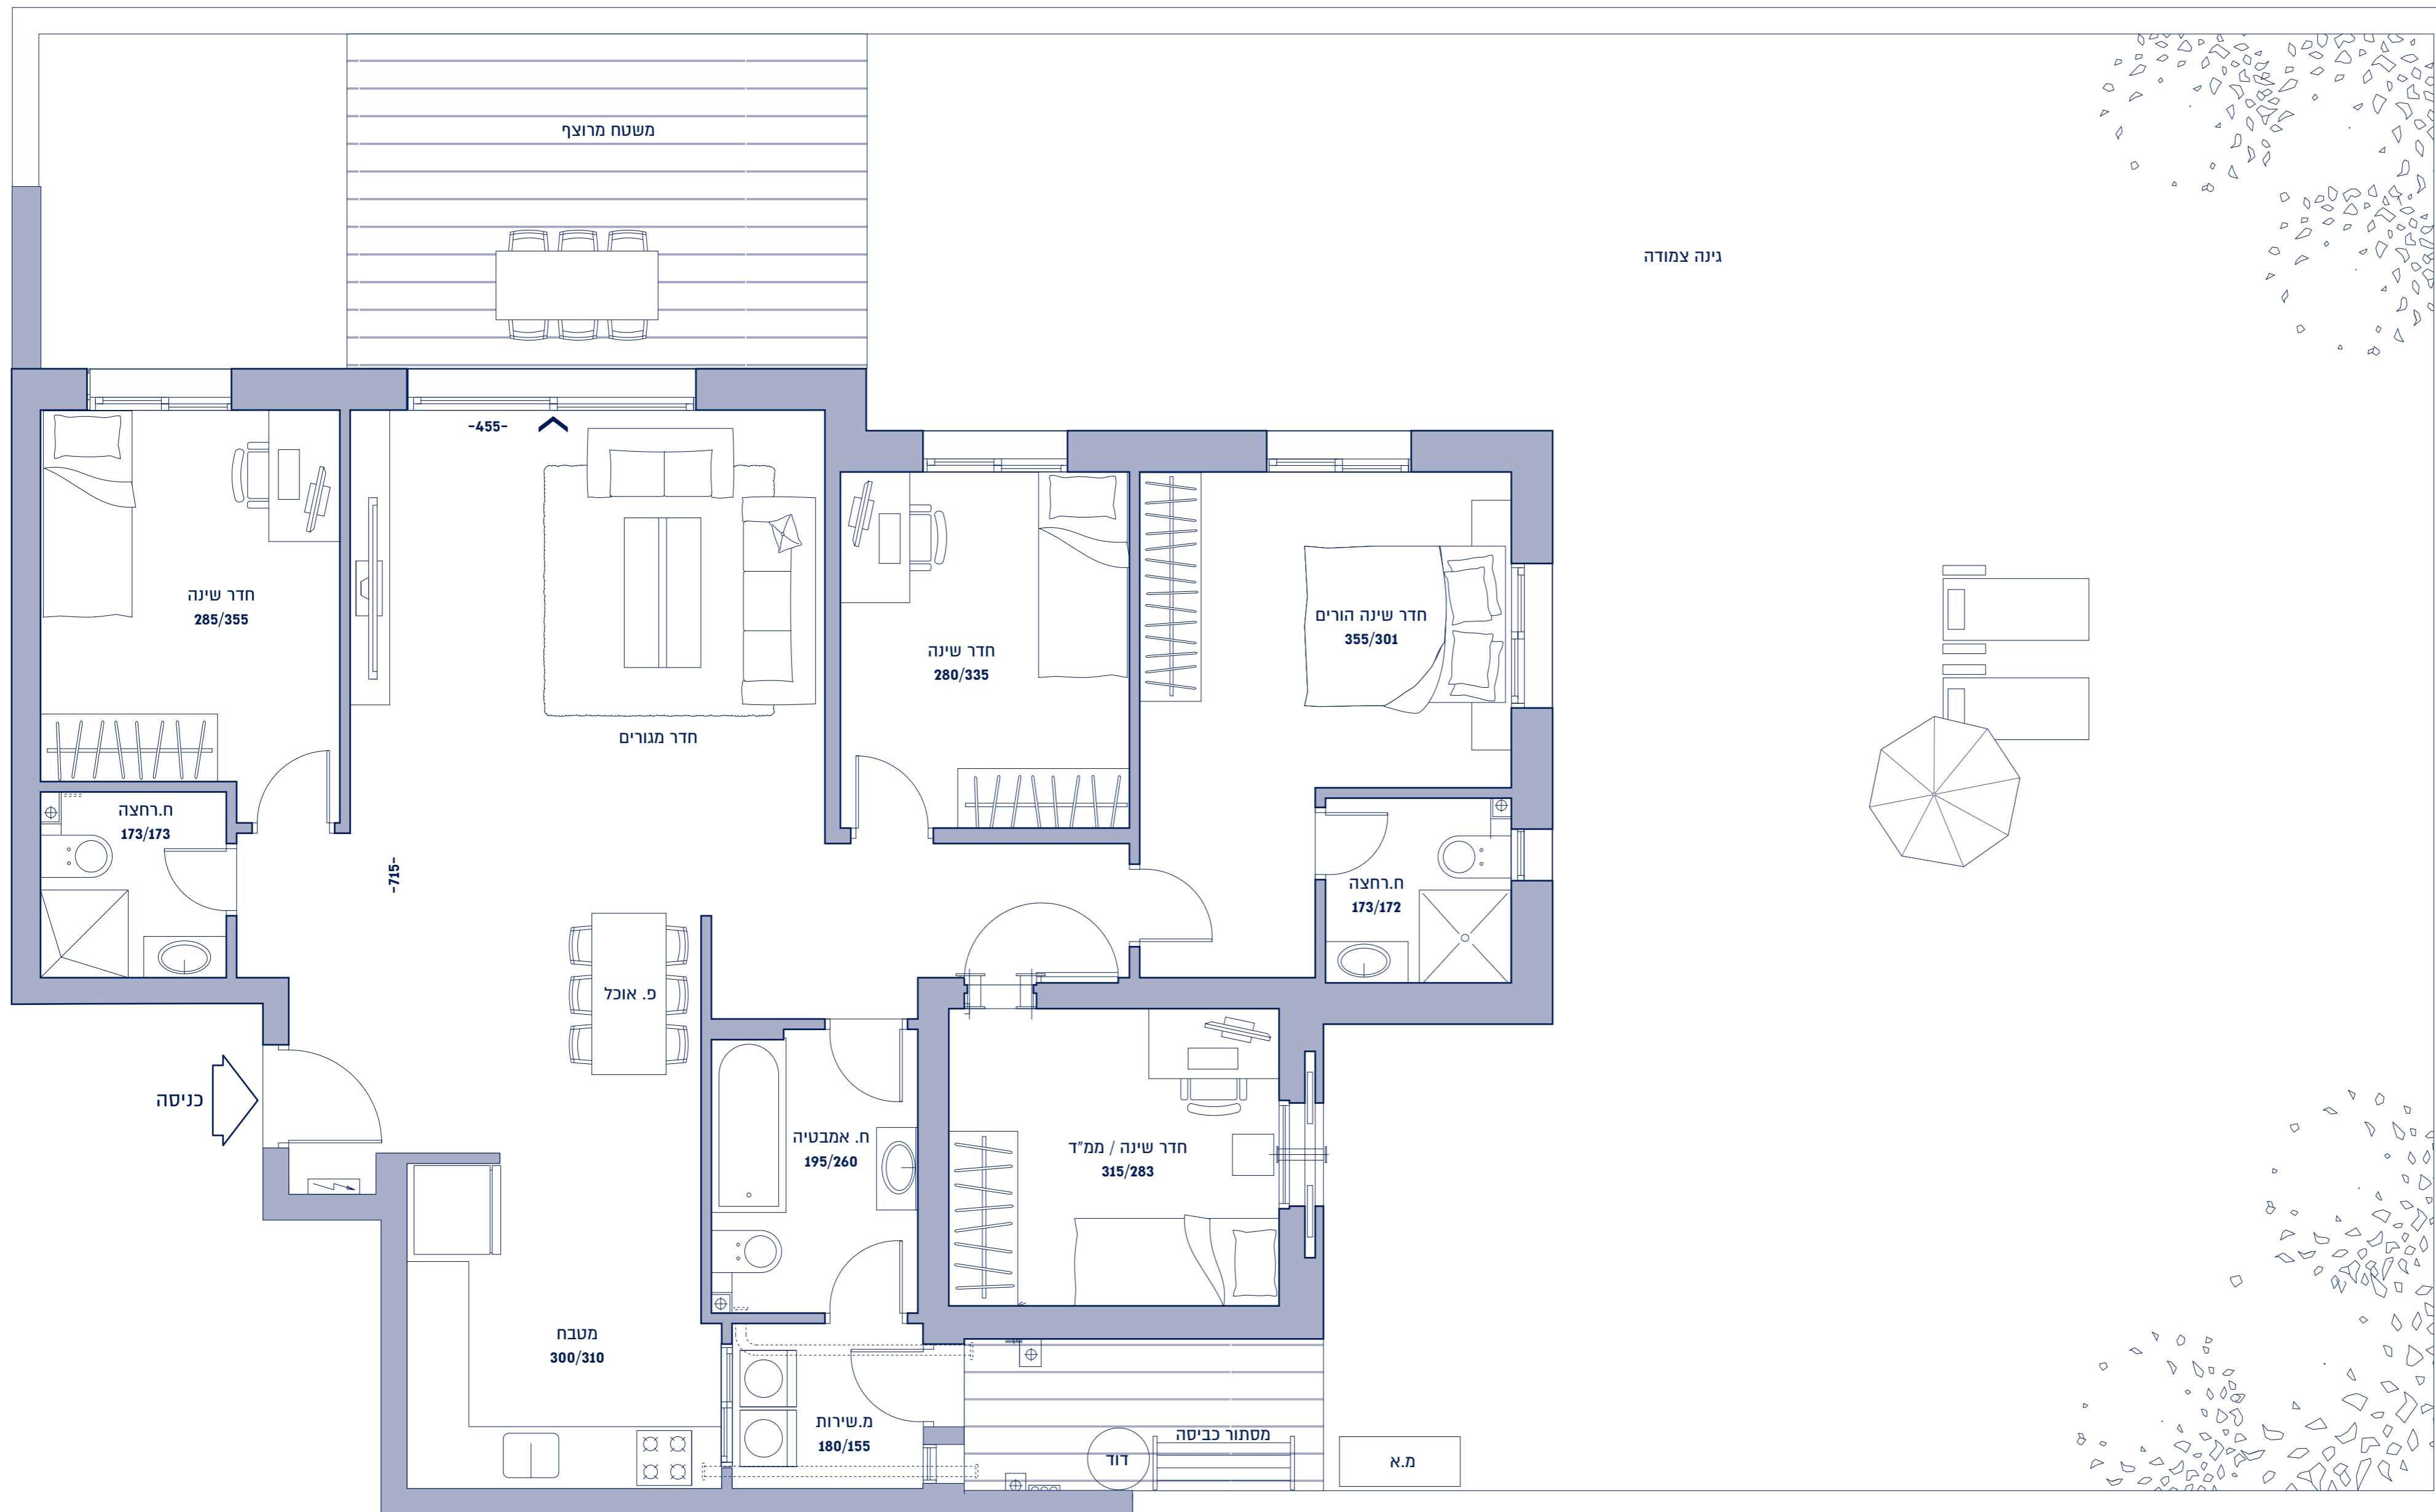 משטח מרוצף
גינה צמודה
-455-
חדר שינה
285/355
חדר שינה הורים
355/301
חדר שינה
280/335
חדר מגורים
ח.רחצה
173/173
-715-
ח.רחצה
173/172
פ. אוכל
כניסה
ח. אמבטיה
195/260
חדר שינה / ממ"ד
315/283
מטבח
300/310
מ.שירות
180/155
מסתור כביסה
דוד
מ.א